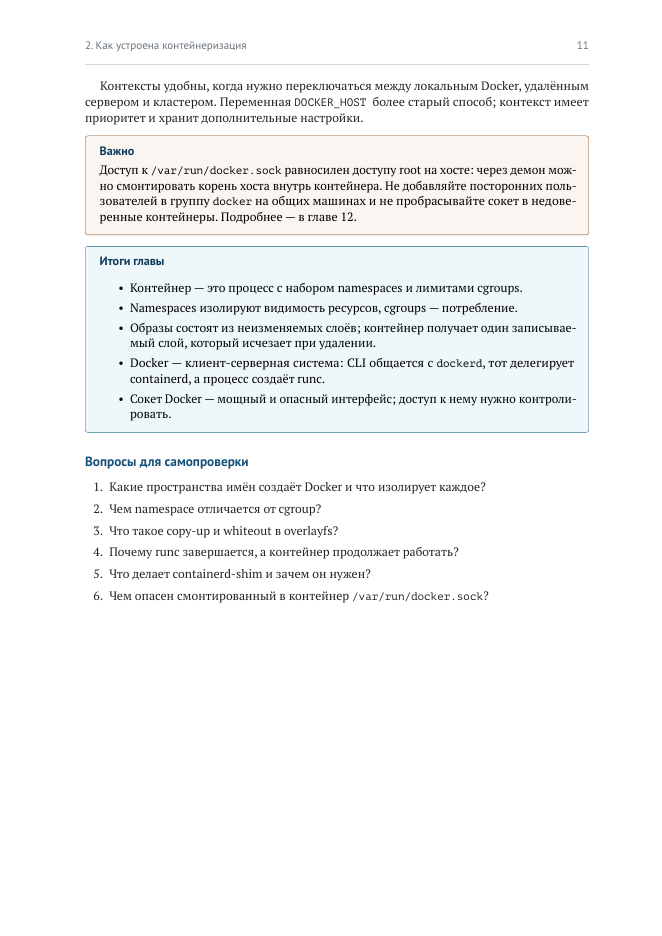 2. Как устроена контейнеризация 11
Контексты удобны, когда нужно переключаться между локальным Docker, удалённым
сервером и кластером. Переменная DOCKER_HOST более старый способ; контекст имеет
приоритет и хранит дополнительные настройки.
Важно
Доступ к /var/run/docker.sock равносилен доступу root на хосте: через демон мож-
но смонтировать корень хоста внутрь контейнера. Не добавляйте посторонних поль-
зователей в группу docker на общих машинах и не пробрасывайте сокет в недове-
ренные контейнеры. Подробнее — в главе 12.
Итоги главы
• Контейнер — это процесс с набором namespaces и лимитами cgroups.
• Namespaces изолируют видимость ресурсов, cgroups — потребление.
• Образы состоят из неизменяемых слоёв; контейнер получает один записывае-
мый слой, который исчезает при удалении.
• Docker — клиент-серверная система: CLI общается с dockerd, тот делегирует
containerd, а процесс создаёт runc.
• Сокет Docker — мощный и опасный интерфейс; доступ к нему нужно контроли-
ровать.
Вопросы для самопроверки
1. Какие пространства имён создаёт Docker и что изолирует каждое?
2. Чем namespace отличается от cgroup?
3. Что такое copy-up и whiteout в overlayfs?
4. Почему runc завершается, а контейнер продолжает работать?
5. Что делает containerd-shim и зачем он нужен?
6. Чем опасен смонтированный в контейнер /var/run/docker.sock?